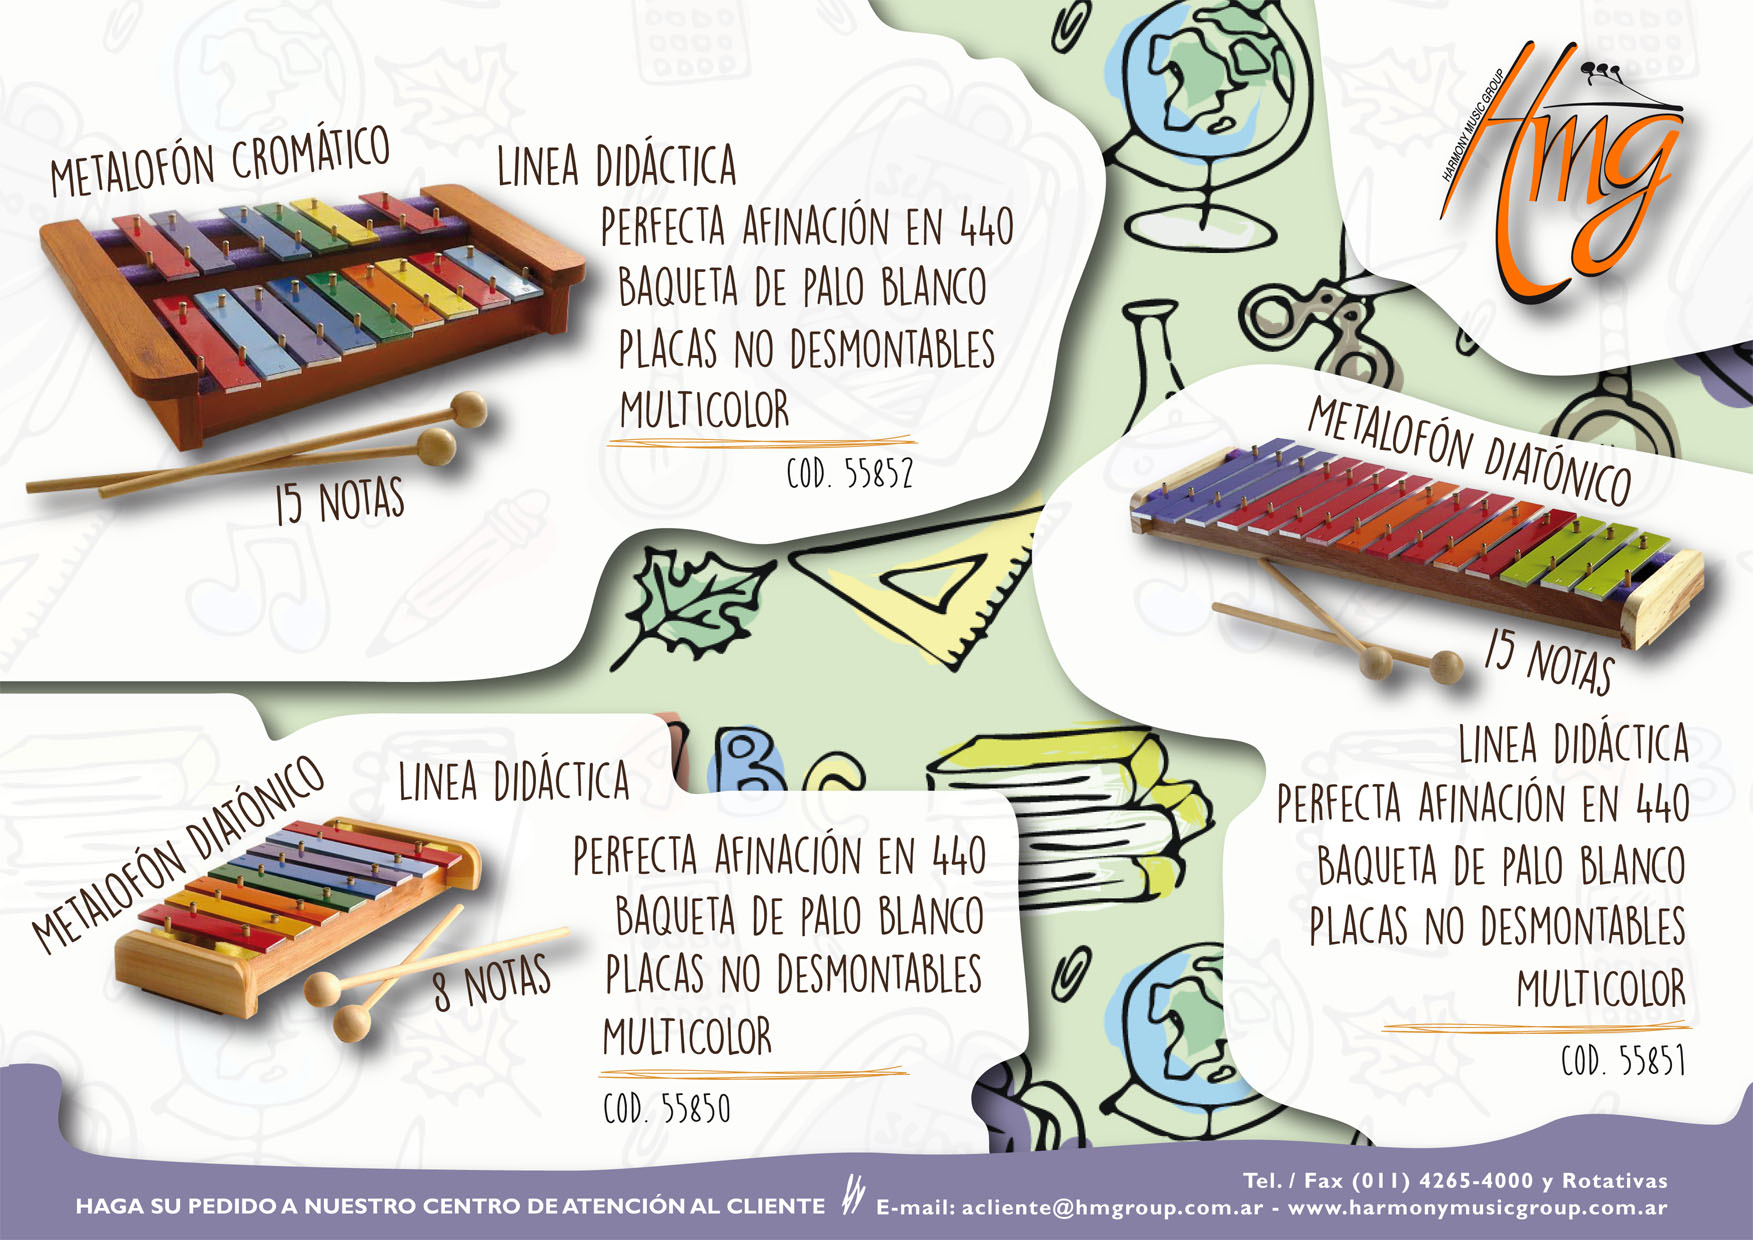 METALOFÓN CROMÁTICO
15 NOTAS
LINEA DIDÁCTICA
PERFECTA AFINACIÓN EN 440
BAQUETA DE PALO BLANCO
PLACAS NO DESMONTABLES
MULTICOLOR
COD. 55852
HARMONY MUSIC GROUP
Hmg
METALOFÓN DIATÓNICO
15 NOTAS
LINEA DIDÁCTICA
PERFECTA AFINACIÓN EN 440
BAQUETA DE PALO BLANCO
PLACAS NO DESMONTABLES
MULTICOLOR
COD. 55851
METALOFÓN DIATÓNICO
8 NOTAS
LINEA DIDÁCTICA
PERFECTA AFINACIÓN EN 440
BAQUETA DE PALO BLANCO
PLACAS NO DESMONTABLES
MULTICOLOR
COD. 55850
B C
HAGA SU PEDIDO A NUESTRO CENTRO DE ATENCIÓN AL CLIENTE
Tel. / Fax (011) 4265-4000 y Rotativas
E-mail: acliente@hmgroup.com.ar - www.harmonymusicgroup.com.ar